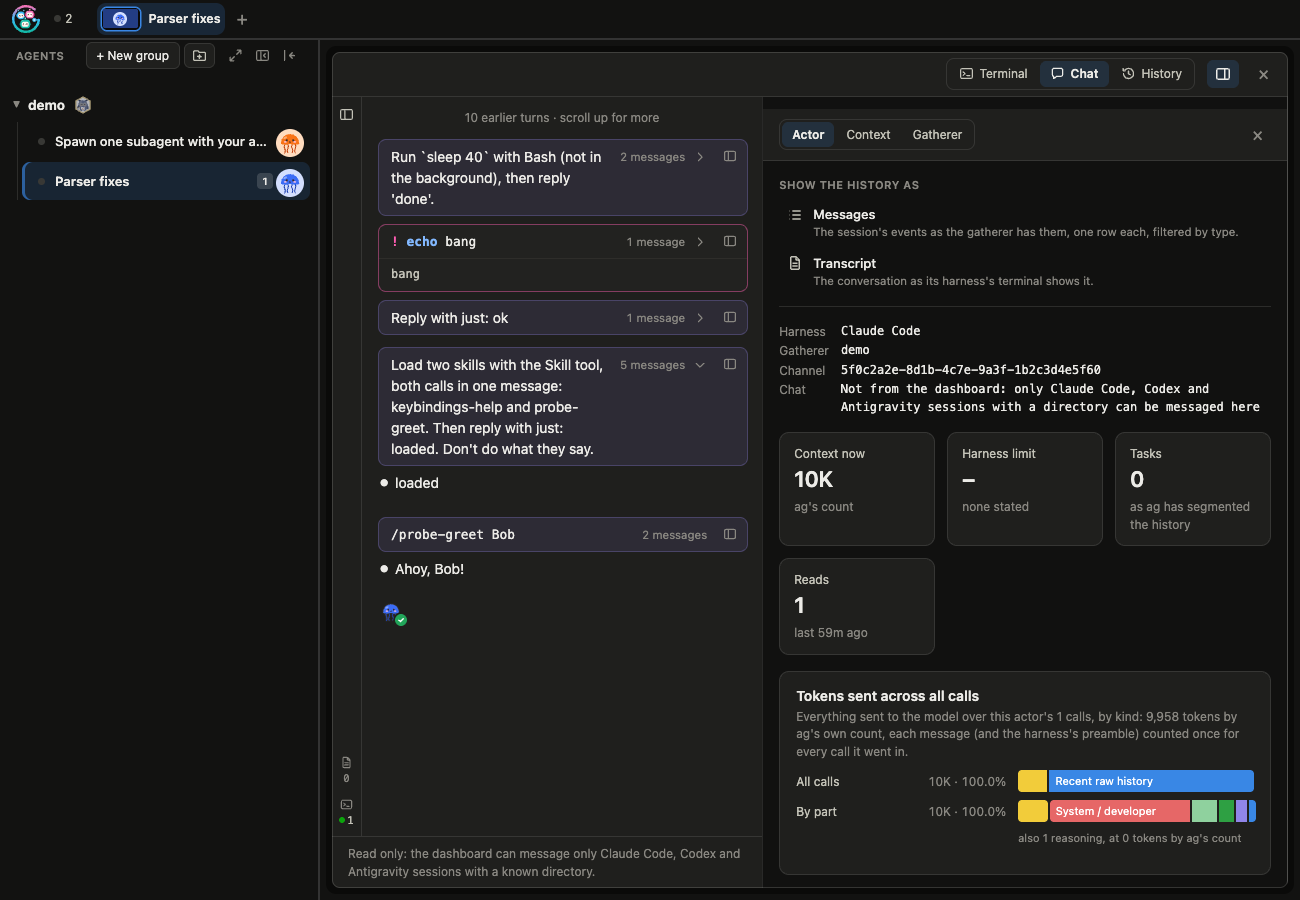 2
Parser fixes
+
AGENTS
+ New group
demo
Spawn one subagent with your a...
Parser fixes
1
Terminal
Chat
History
10 earlier turns · scroll up for more
Run `sleep 40` with Bash (not in
the background), then reply
'done'.
2 messages
! echo bang
1 message
bang
Reply with just: ok
1 message
Load two skills with the Skill tool,
both calls in one message:
keybindings-help and probe-
greet. Then reply with just:
loaded. Don't do what they say.
5 messages
loaded
/probe-greet Bob
2 messages
Ahoy, Bob!
0
1
Read only: the dashboard can message only Claude Code, Codex and
Antigravity sessions with a known directory.
Actor
Context
Gatherer
SHOW THE HISTORY AS
Messages
The session's events as the gatherer has them, one row each, filtered by type.
Transcript
The conversation as its harness's terminal shows it.
Harness Claude Code
Gatherer demo
Channel 5f0c2a2e-8d1b-4c7e-9a3f-1b2c3d4e5f60
Chat Not from the dashboard: only Claude Code, Codex and
Antigravity sessions with a directory can be messaged here
Context now
10K
ag's count
Harness limit
–
none stated
Tasks
0
as ag has segmented
the history
Reads
1
last 59m ago
Tokens sent across all calls
Everything sent to the model over this actor's 1 calls, by kind: 9,958 tokens by
ag's own count, each message (and the harness's preamble) counted once for
every call it went in.
All calls 10K · 100.0% Recent raw history
By part 10K · 100.0% System / developer
also 1 reasoning, at 0 tokens by ag's count